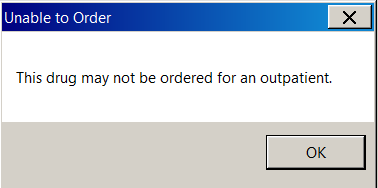 Unable to Order
This drug may not be ordered for an outpatient.
OK